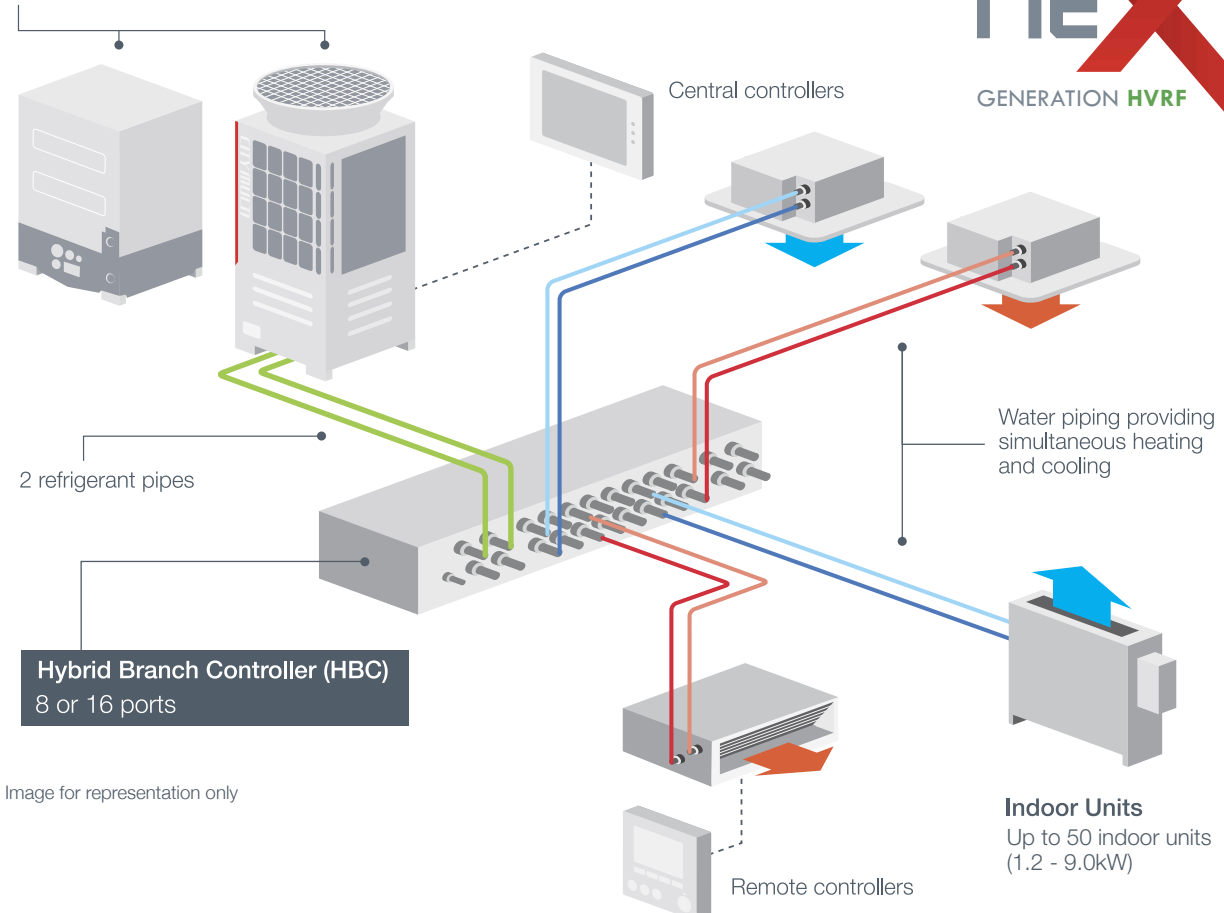 Central controllers
GENERATION HVRF
2 refrigerant pipes
Water piping providing
simultaneous heating
and cooling
Hybrid Branch Controller (HBC)
8 or 16 ports
Image for representation only
Indoor Units
Up to 50 indoor units
(1.2 - 9.0kW)
Remote controllers